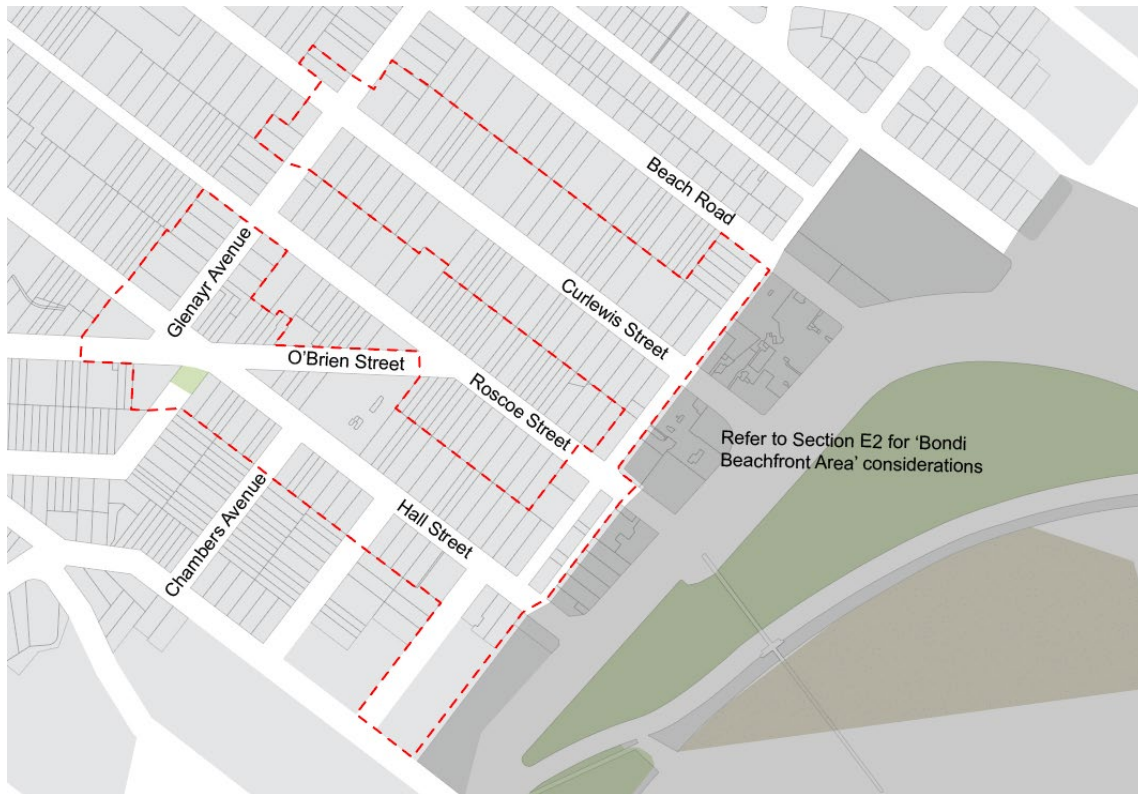 Beach Road
Glenayr Avenue
Curlewis Street
O'Brien Street
Roscoe Street
Refer to Section E2 for 'Bondi
Beachfront Area' considerations
Hall Street
Chambers Avenue